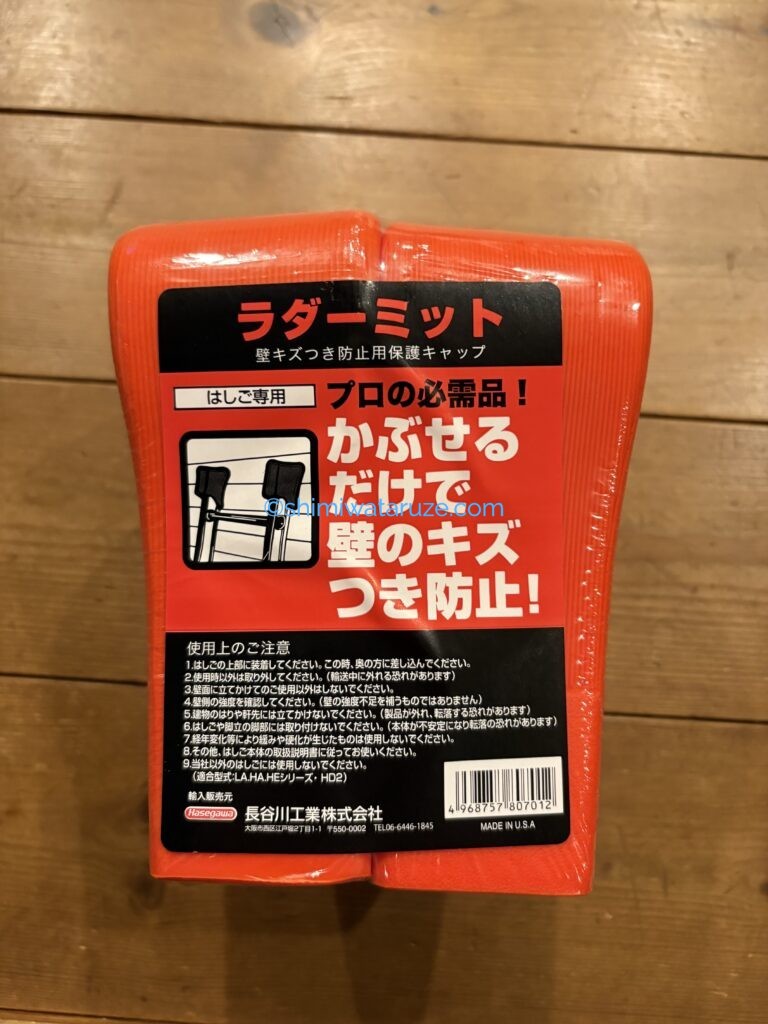 ラダーミット
壁キズつき防止用保護キャップ
はしご専用
プロの必需品！
かぶせる
だけで
壁のキズ
つき防止!
©shimiwataruze.com
使用上のご注意
1.はしごの上部に装着してください。この時、奥の方に差し込んでください。
2.使用時以外は取り外してください。（輸送中に外れる恐れがあります）
3.壁面に立てかけてのご使用以外はしないでください。
4.壁側の強度を確認してください。（壁の強度不足を補うものではありません）
5.建物のはりや軒先には立てかけないでください。（製品が外れ、転落する恐れがあります）
6.はしごや脚立の脚部には取り付けないでください。（本体が不安定になり転落の恐れがあります）
7.経年変化等により緩みや硬化が生じたものは使用しないでください。
8.その他、はしご本体の取扱説明書に従ってお使いください。
9.当社以外のはしごには使用しないでください。
（適合型式:LA.HA.HEシリーズ・HD2）
輸入販売元
Hasegawa 長谷川工業株式会社
大阪市西区江戸堀2丁目1-1 〒550-0002 TEL06-6446-1845
4 968757 807012
MADE IN U.S.A